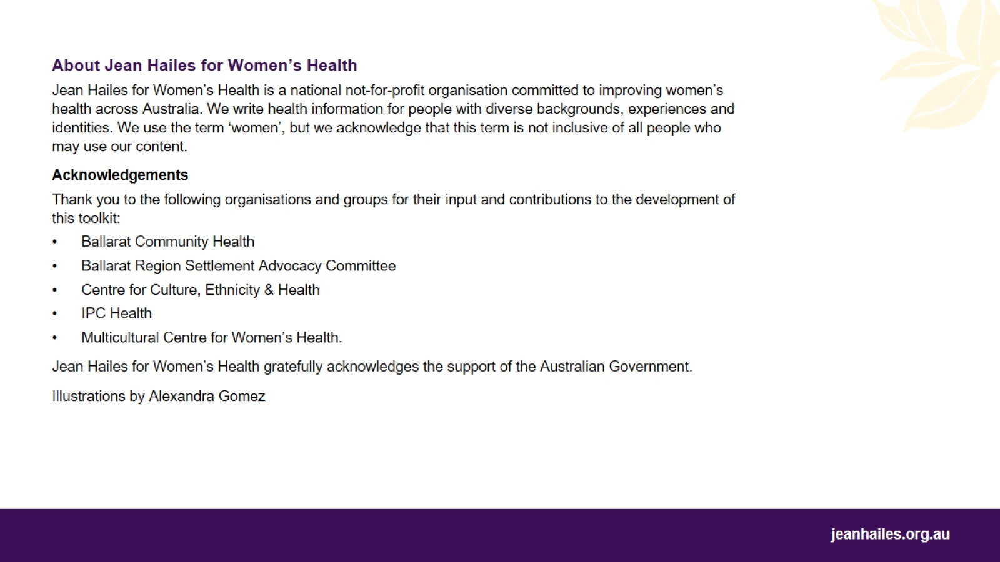 About Jean Hailes for Women’s Health
Jean Hailes for Women’s Health is a national not-for-profit organisation committed to improving women’s
health across Australia. We write health information for people with diverse backgrounds, experiences and
identities. We use the term ‘women’, but we acknowledge that this term is not inclusive of all people who
may use our content.
Acknowledgements
Thank you to the following organisations and groups for their input and contributions to the development of
this toolkit:
• Ballarat Community Health
• Ballarat Region Settlement Advocacy Committee
• Centre for Culture, Ethnicity & Health
• IPC Health
• Multicultural Centre for Women’s Health.
Jean Hailes for Women’s Health gratefully acknowledges the support of the Australian Government.
Illustrations by Alexandra Gomez
jeanhailes.org.au